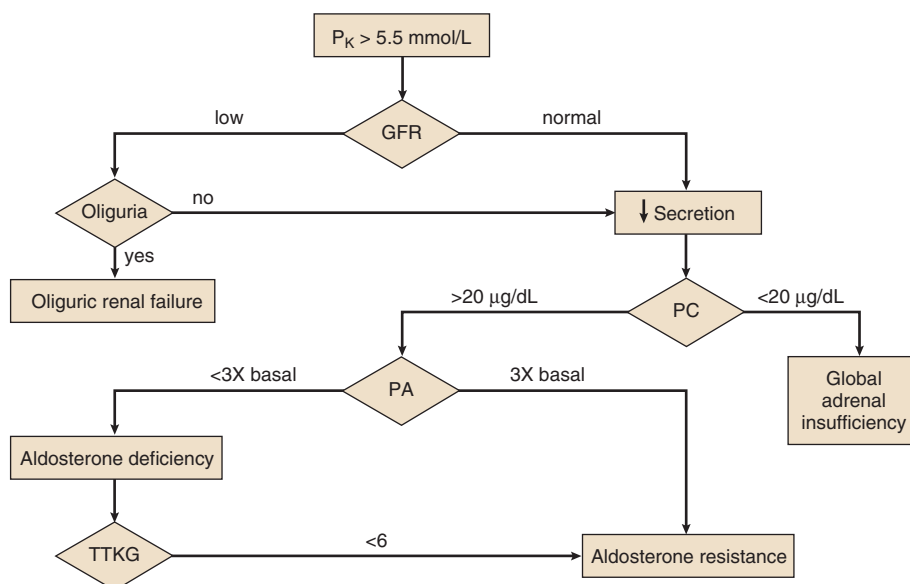 P_K > 5.5 mmol/L
low
GFR
normal
Oliguria
no
↓ Secretion
yes
Oliguric renal failure
>20 μg/dL
PC
<20 μg/dL
<3X basal
PA
3X basal
Global
adrenal
insufficiency
Aldosterone deficiency
TTKG
<6
Aldosterone resistance